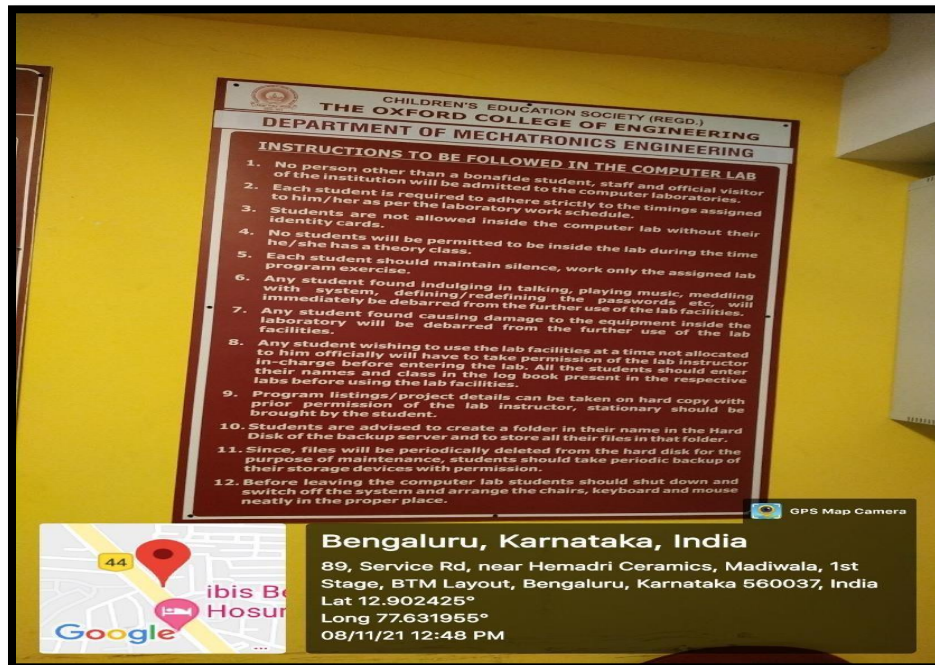 CHILDREN'S EDUCATION SOCIETY (REGD.)
THE OXFORD COLLEGE OF ENGINEERING
DEPARTMENT OF MECHATRONICS ENGINEERING
INSTRUCTIONS TO BE FOLLOWED IN THE COMPUTER LAB
1. No person other than a bonafide student, staff and official visitor
of the institution will be admitted to the computer laboratories.
2. Each student is required to adhere strictly to the timings assigned
to him/her as per the laboratory work schedule.
3. Students are not allowed inside the computer lab without their
identity cards.
4. No students will be permitted to be inside the lab during the time
he/she has a theory class.
5. Each student should maintain silence, work only the assigned lab
program exercise.
6. Any student found indulging in talking, playing music, meddling
with system, defining/redefining the passwords etc, will
immediately be debarred from the further use of the lab facilities.
7. Any student found causing damage to the equipment inside the
laboratory will be debarred from the further use of the lab
facilities.
8. Any student wishing to use the lab facilities at a time not allocated
to him officially will have to take permission of the lab instructor
in-charge before entering the lab. All the students should enter
their names and class in the log book present in the respective
labs before using the lab facilities.
9. Program listings/project details can be taken on hard copy with
prior permission of the lab instructor, stationary should be
brought by the student.
10. Students are advised to create a folder in their name in the Hard
Disk of the backup server and to store all their files in that folder.
11. Since, files will be periodically deleted from the hard disk for the
purpose of maintenance, students should take periodic backup of
their storage devices with permission.
12. Before leaving the computer lab students should shut down and
switch off the system and arrange the chairs, keyboard and mouse
neatly in the proper place.
GPS Map Camera
44
ibis Be
Hosur
Google
Bengaluru, Karnataka, India
89, Service Rd, near Hemadri Ceramics, Madiwala, 1st
Stage, BTM Layout, Bengaluru, Karnataka 560037, India
Lat 12.902425°
Long 77.631955°
08/11/21 12:48 PM